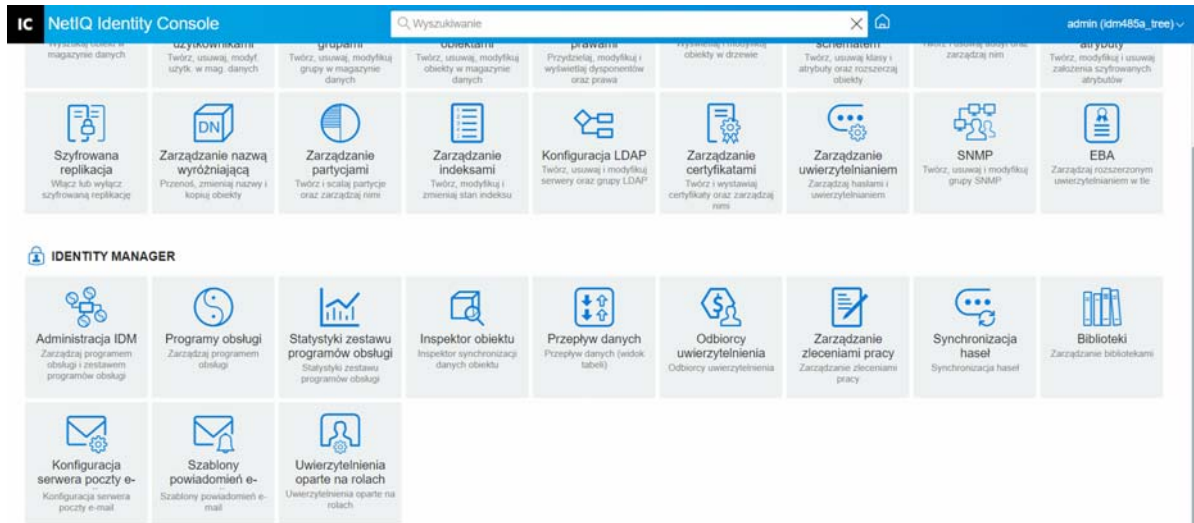 IC NetIQ Identity Console
Wyszukiwanie
admin (idm485a_tree)
magazynie danych
użytkownikami
Twórz, usuwaj, modyf.
użytk. w mag. danych
grupami
Twórz, usuwaj, modyfikuj
grupy w magazynie
danych
obiektami
Twórz, usuwaj, modyfikuj
obiekty w magazynie
danych
prawami
Przydzielaj, modyfikuj i
wyświetlaj dysponentów
oraz prawa
obiekty w drzewie
schematem
Twórz, usuwaj klasy i
atrybuty oraz rozszerzaj
obiekty
zarządzaj nim
atrybuty
Twórz, modyfikuj i usuwaj
założenia szyfrowanych
atrybutów
Szyfrowana
replikacja
Włącz lub wyłącz
szyfrowaną replikację
DN
Zarządzanie nazwą
wyróżniającą
Przenoś, zmieniaj nazwy i
kopiuj obiekty
Zarządzanie
partycjami
Twórz i scalaj partycje
oraz zarządzaj nimi
Zarządzanie
indeksami
Twórz, modyfikuj i
zmieniaj stan indeksu
Konfiguracja LDAP
Twórz, usuwaj i modyfikuj
serwery oraz grupy LDAP
Zarządzanie
certyfikatami
Twórz i wystawiaj
certyfikaty oraz zarządzaj
nimi
Zarządzanie
uwierzytelnianiem
Zarządzaj hasłami i
uwierzytelnianiem
SNMP
Twórz, usuwaj i modyfikuj
grupy SNMP
EBA
Zarządzaj rozszerzonym
uwierzytelnianiem w tle
IDENTITY MANAGER
Administracja IDM
Zarządzaj programem
obsługi i zestawem
programów obsługi
Programy obsługi
Zarządzaj programem
obsługi
Statystyki zestawu
programów obsługi
Statystyki zestawu
programów obsługi
Inspektor obiektu
Inspektor synchronizacji
danych obiektu
Przepływ danych
Przepływ danych (widok
tabeli)
Odbiorcy
uwierzytelnienia
Odbiorcy uwierzytelnienia
Zarządzanie
zleceniami pracy
Zarządzanie zleceniami
pracy
Synchronizacja
haseł
Synchronizacja haseł
Biblioteki
Zarządzanie bibliotekami
Konfiguracja
serwera poczty e-
Konfiguracja serwera
poczty e-mail
Szablony
powiadomień e-
Szablony powiadomień e-
mail
Uwierzytelnienia
oparte na rolach
Uwierzytelnienia oparte na
rolach